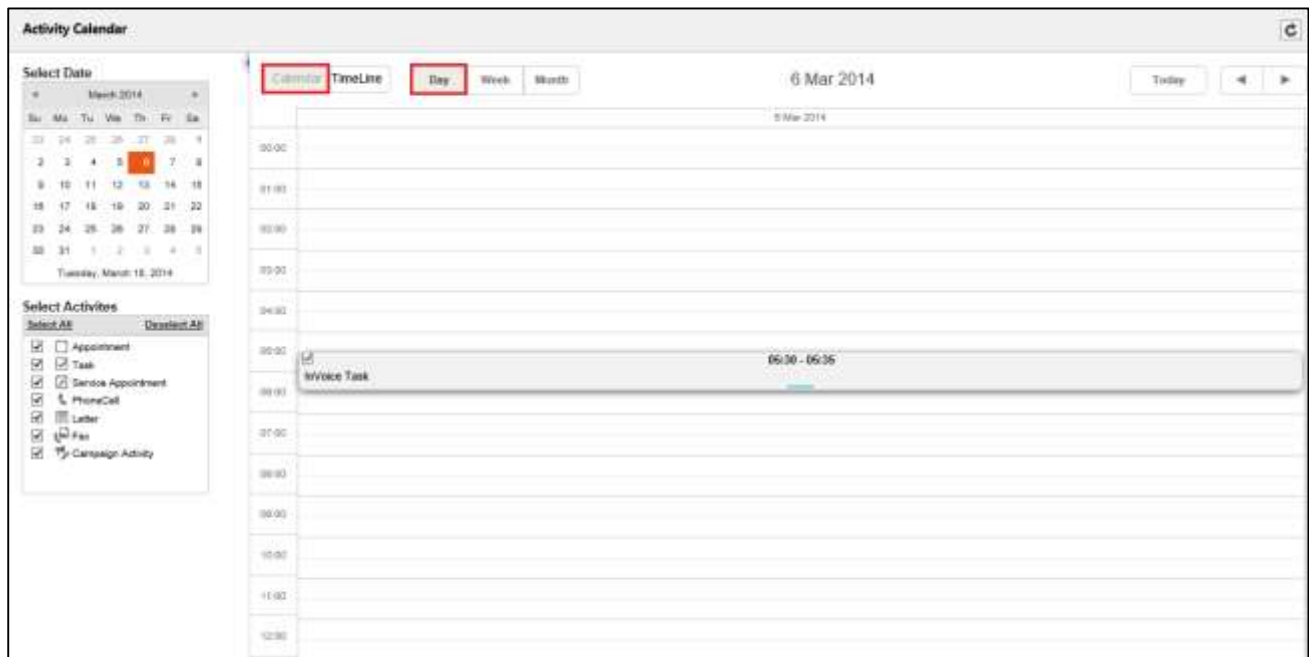 Activity Calendar
Select Date
Calendar TimeLine Day Week Month 6 Mar 2014 Today
March 2014
Su Mo Tu We Th Fr Sa
6 Mar 2014
23 24 25 26 27 28 1
2 3 4 5 6 7 8
9 10 11 12 13 14 15
16 17 18 19 20 21 22
23 24 25 26 27 28 29
30 31 1 2 3 4 5
Tuesday, March 18, 2014
Select Activites
Select All Deselect All
Appointment
Task
Service Appointment
PhoneCall
Letter
Fax
Campaign Activity
00:00
01:00
02:00
03:00
04:00
05:00
InVoice Task
06:00
07:00
08:00
09:00
10:00
11:00
12:00